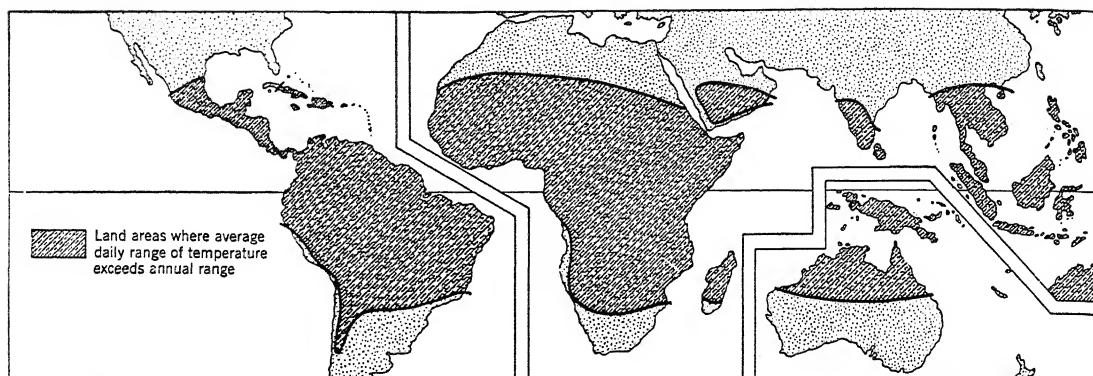 Land areas where average
daily range of temperature
exceeds annual range